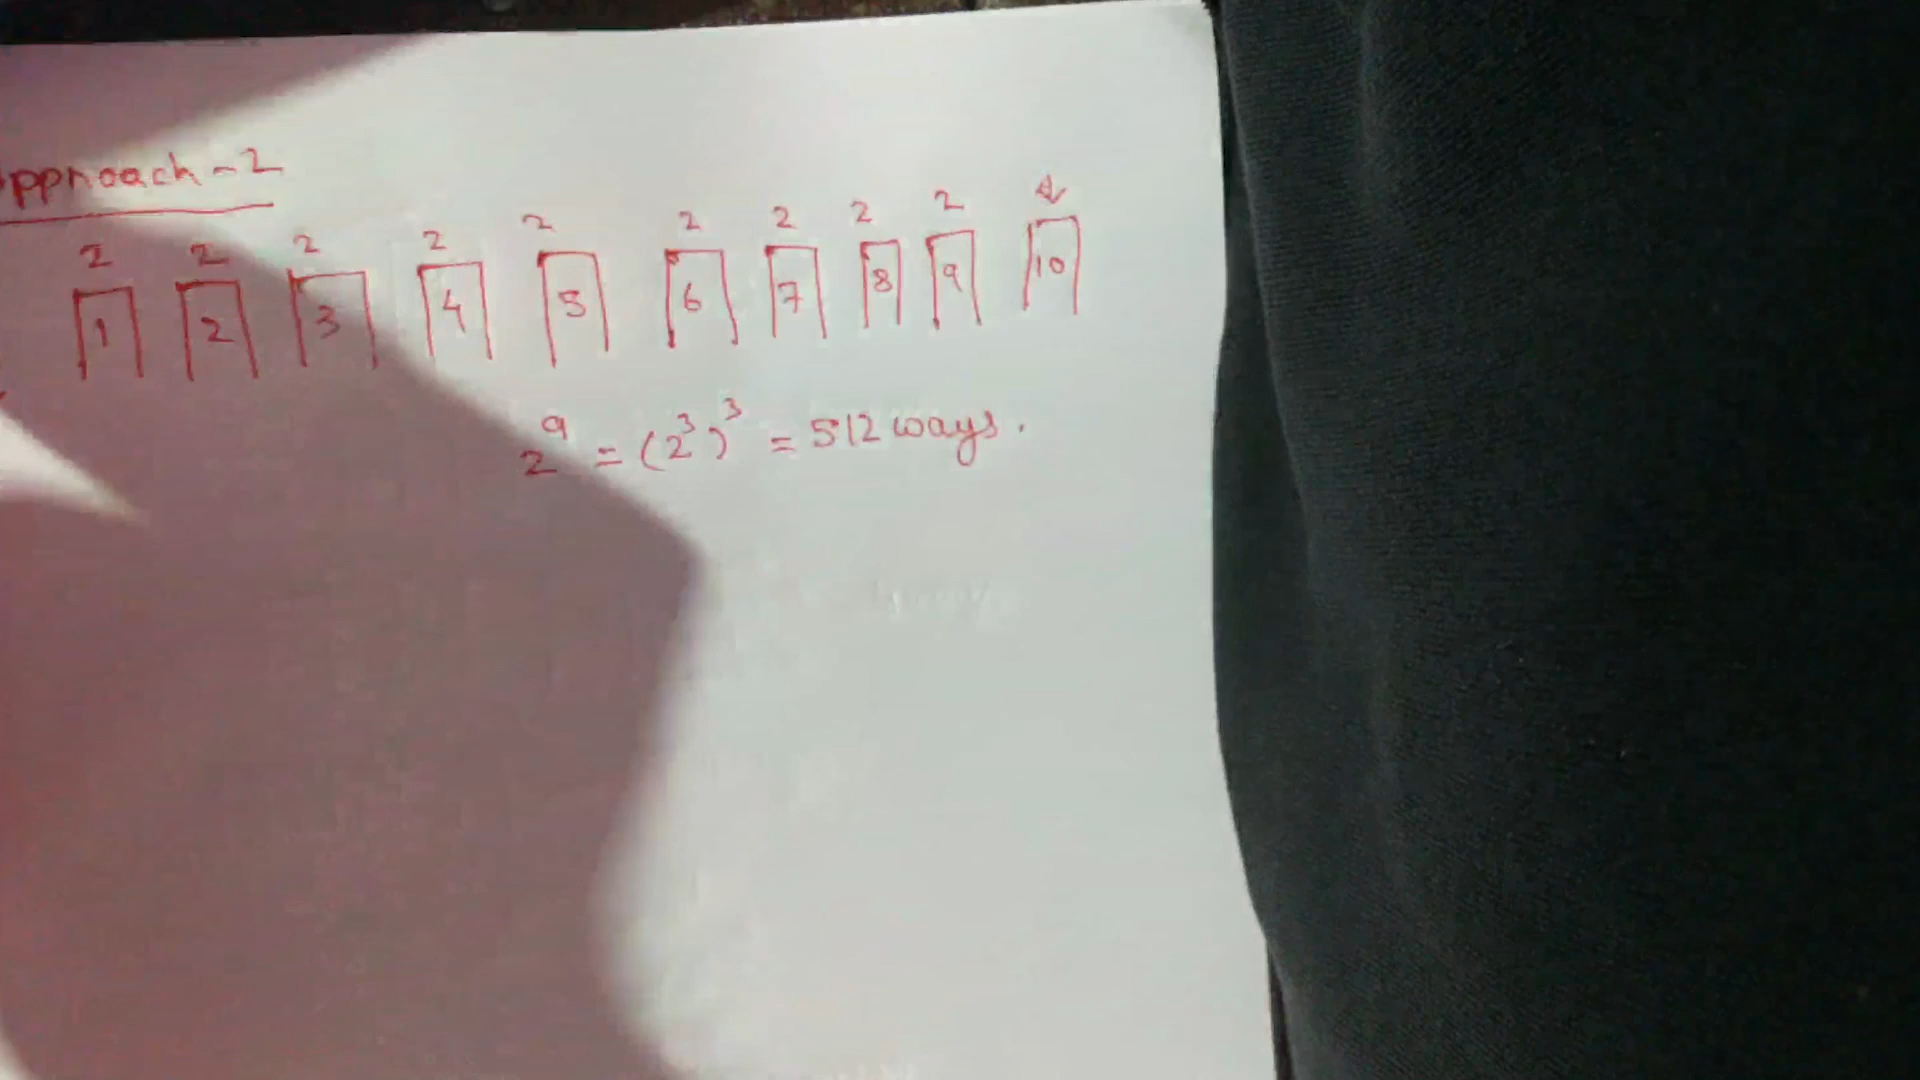 pproach-2
2 2 2 2 2 2 2 2 2
1 2 3 4 5 6 7 8 9 10
2^9 = (2^3)^3 = 512 ways.